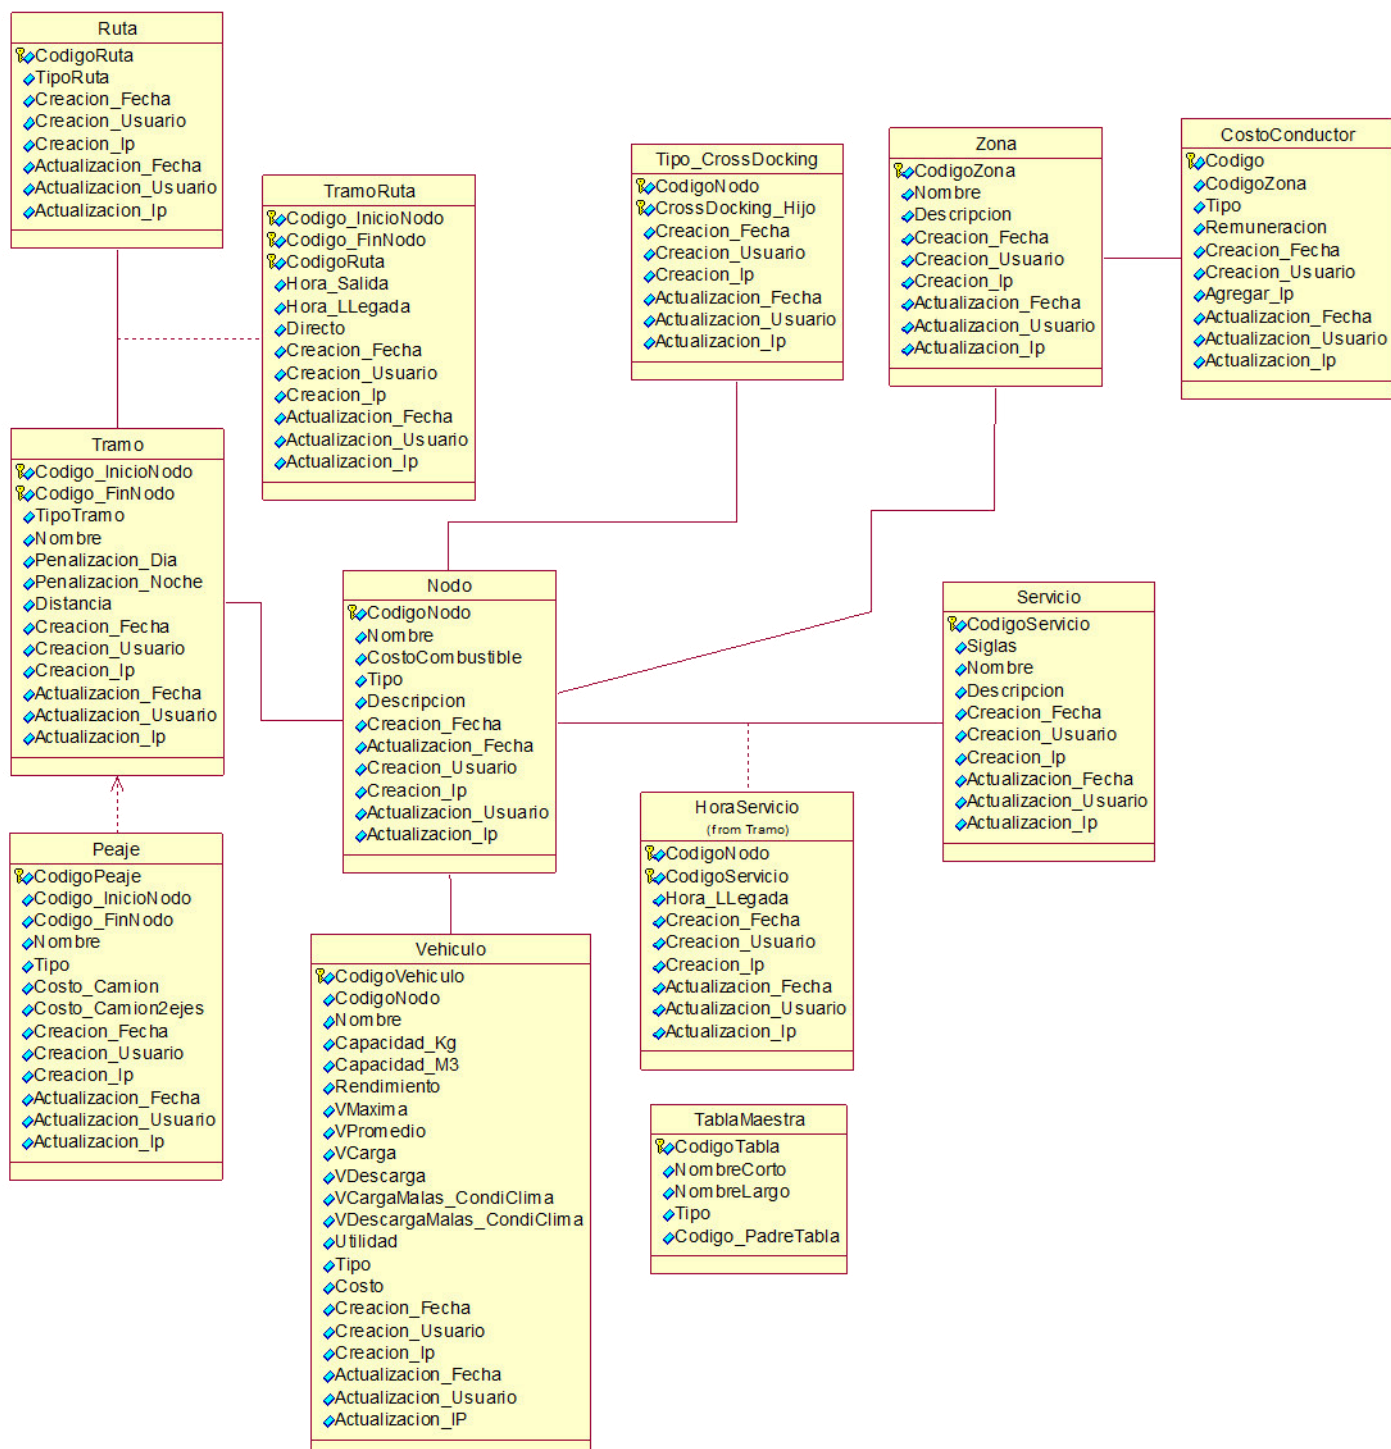 Ruta
CodigoRuta
TipoRuta
Creacion_Fecha
Creacion_Usuario
Creacion_Ip
Actualizacion_Fecha
Actualizacion_Usuario
Actualizacion_Ip
TramoRuta
Codigo_InicioNodo
Codigo_FinNodo
CodigoRuta
Hora_Salida
Hora_LLegada
Directo
Creacion_Fecha
Creacion_Usuario
Creacion_Ip
Actualizacion_Fecha
Actualizacion_Usuario
Actualizacion_Ip
Tipo_CrossDocking
CodigoNodo
CrossDocking_Hijo
Creacion_Fecha
Creacion_Usuario
Creacion_Ip
Actualizacion_Fecha
Actualizacion_Usuario
Actualizacion_Ip
Zona
CodigoZona
Nombre
Descripcion
Creacion_Fecha
Creacion_Usuario
Creacion_Ip
Actualizacion_Fecha
Actualizacion_Usuario
Actualizacion_Ip
CostoConductor
Codigo
CodigoZona
Tipo
Remuneracion
Creacion_Fecha
Creacion_Usuario
Agregar_Ip
Actualizacion_Fecha
Actualizacion_Usuario
Actualizacion_Ip
Tramo
Codigo_InicioNodo
Codigo_FinNodo
TipoTramo
Nombre
Penalizacion_Dia
Penalizacion_Noche
Distancia
Creacion_Fecha
Creacion_Usuario
Creacion_Ip
Actualizacion_Fecha
Actualizacion_Usuario
Actualizacion_Ip
Nodo
CodigoNodo
Nombre
CostoCombustible
Tipo
Descripcion
Creacion_Fecha
Actualizacion_Fecha
Creacion_Usuario
Creacion_Ip
Actualizacion_Usuario
Actualizacion_Ip
Servicio
CodigoServicio
Siglas
Nombre
Descripcion
Creacion_Fecha
Creacion_Usuario
Creacion_Ip
Actualizacion_Fecha
Actualizacion_Usuario
Actualizacion_Ip
Peaje
CodigoPeaje
Codigo_InicioNodo
Codigo_FinNodo
Nombre
Tipo
Costo_Camion
Costo_Camion2ejes
Creacion_Fecha
Creacion_Usuario
Creacion_Ip
Actualizacion_Fecha
Actualizacion_Usuario
Actualizacion_Ip
HoraServicio
(from Tramo)
CodigoNodo
CodigoServicio
Hora_LLegada
Creacion_Fecha
Creacion_Usuario
Creacion_Ip
Actualizacion_Fecha
Actualizacion_Usuario
Actualizacion_Ip
Vehiculo
CodigoVehiculo
CodigoNodo
Nombre
Capacidad_Kg
Capacidad_M3
Rendimiento
VMaxima
VPromedio
VCarga
VDescarga
VCargaMalas_CondiClima
VDescargaMalas_CondiClima
Utilidad
Tipo
Costo
Creacion_Fecha
Creacion_Usuario
Creacion_Ip
Actualizacion_Fecha
Actualizacion_Usuario
Actualizacion_IP
TablaMaestra
CodigoTabla
NombreCorto
NombreLargo
Tipo
Codigo_PadreTabla